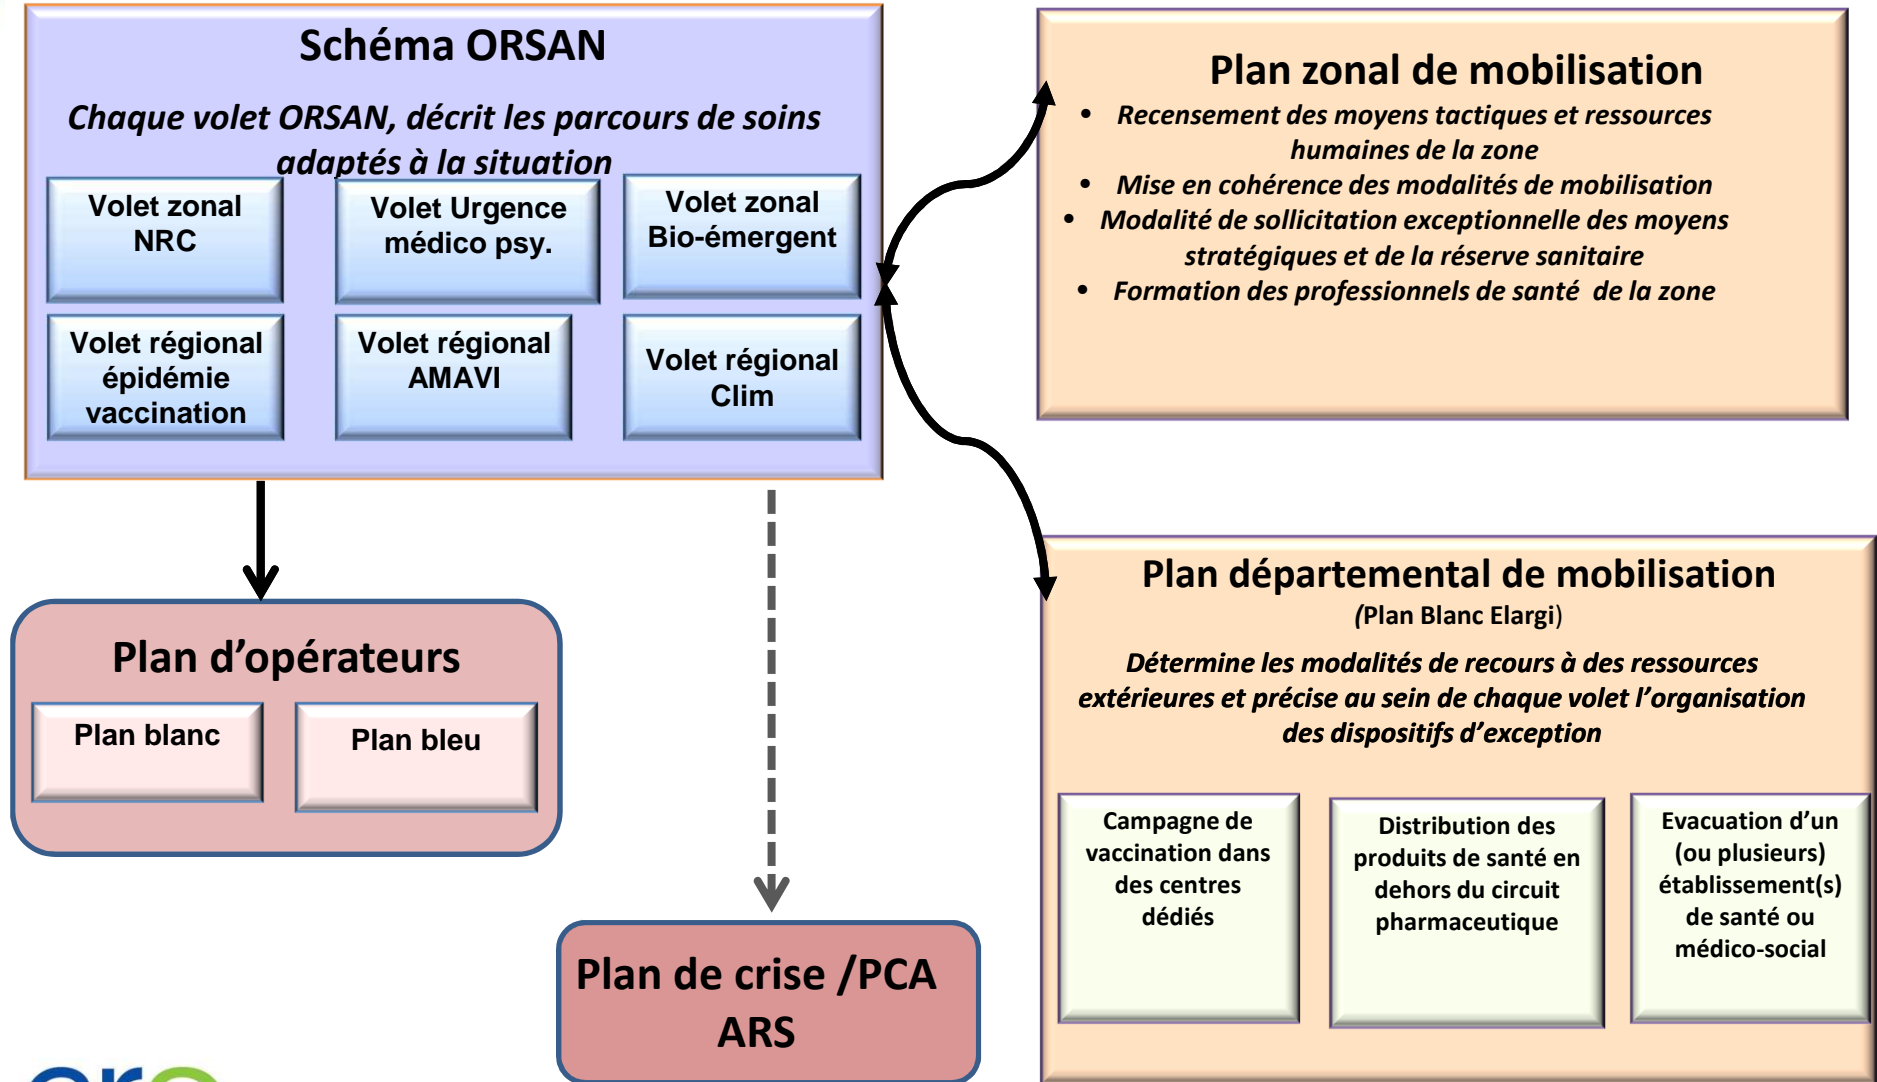 Schéma ORSAN
Chaque volet ORSAN, décrit les parcours de soins
adaptés à la situation
Volet zonal
NRC
Volet Urgence
médico psy.
Volet zonal
Bio-émergent
Volet régional
épidémie
vaccination
Volet régional
AMAVI
Volet régional
Clim
Plan zonal de mobilisation
• Recensement des moyens tactiques et ressources
humaines de la zone
• Mise en cohérence des modalités de mobilisation
• Modalité de sollicitation exceptionnelle des moyens
stratégiques et de la réserve sanitaire
• Formation des professionnels de santé de la zone
Plan d’opérateurs
Plan blanc
Plan bleu
Plan de crise /PCA
ARS
Plan départemental de mobilisation
(Plan Blanc Elargi)
Détermine les modalités de recours à des ressources
extérieures et précise au sein de chaque volet l’organisation
des dispositifs d’exception
Campagne de
vaccination dans
des centres
dédiés
Distribution des
produits de santé en
dehors du circuit
pharmaceutique
Evacuation d’un
(ou plusieurs)
établissement(s)
de santé ou
médico-social